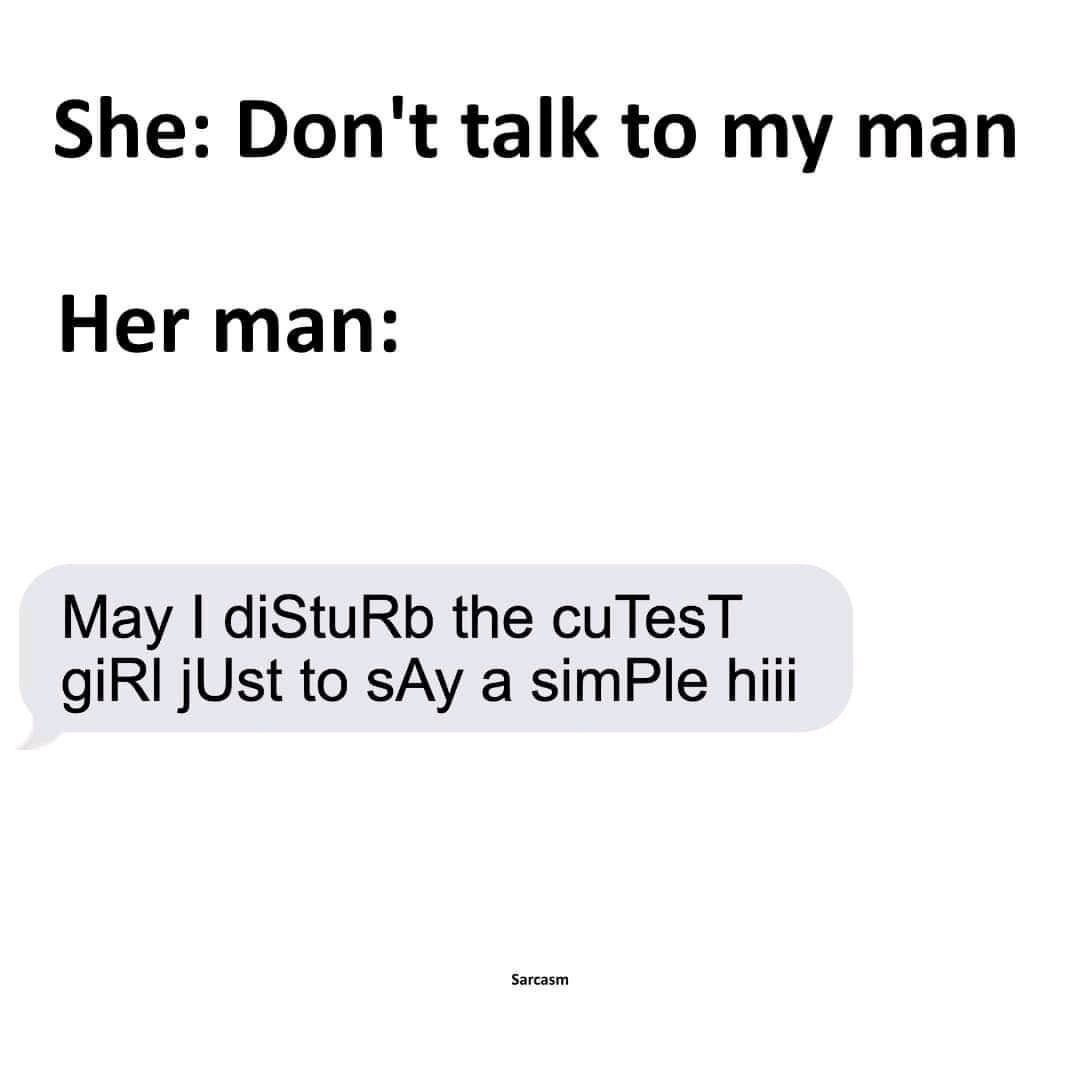 She: Don't talk to my man
Her man:
May I diStuRb the cuTesT
giRl jUst to sAy a simPle hiii
Sarcasm